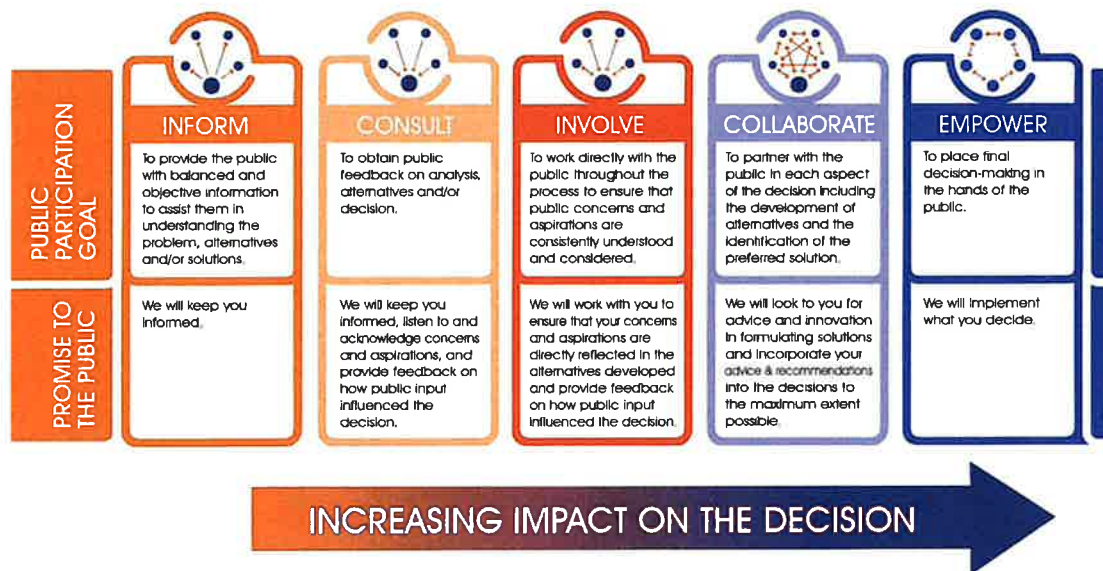 INFORM
CONSULT
INVOLVE
COLLABORATE
EMPOWER
PUBLIC
PARTICIPATION
GOAL
To provide the public
with balanced and
objective information
to assist them in
understanding the
problem, alternatives
and/or solutions.
To obtain public
feedback on analysis,
alternatives and/or
decision.
To work directly with the
public throughout the
process to ensure that
public concerns and
aspirations are
consistently understood
and considered.
To partner with the
public in each aspect
of the decision including
the development of
alternatives and the
identification of the
preferred solution.
To place final
decision-making in
the hands of the
public.
PROMISE TO
THE PUBLIC
We will keep you
informed.
We will keep you
informed, listen to and
acknowledge concerns
and aspirations, and
provide feedback on
how public input
influenced the
decision.
We will work with you to
ensure that your concerns
and aspirations are
directly reflected in the
alternatives developed
and provide feedback
on how public input
influenced the decision.
We will look to you for
advice and innovation
in formulating solutions
and incorporate your
advice & recommendations
into the decisions to
the maximum extent
possible.
We will implement
what you decide.
INCREASING IMPACT ON THE DECISION